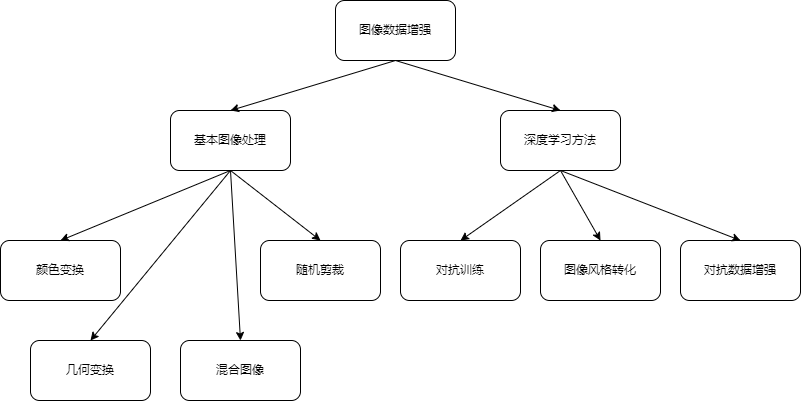 图像数据增强
基本图像处理
深度学习方法
颜色变换
随机剪裁
对抗训练
图像风格转化
对抗数据增强
几何变换
混合图像